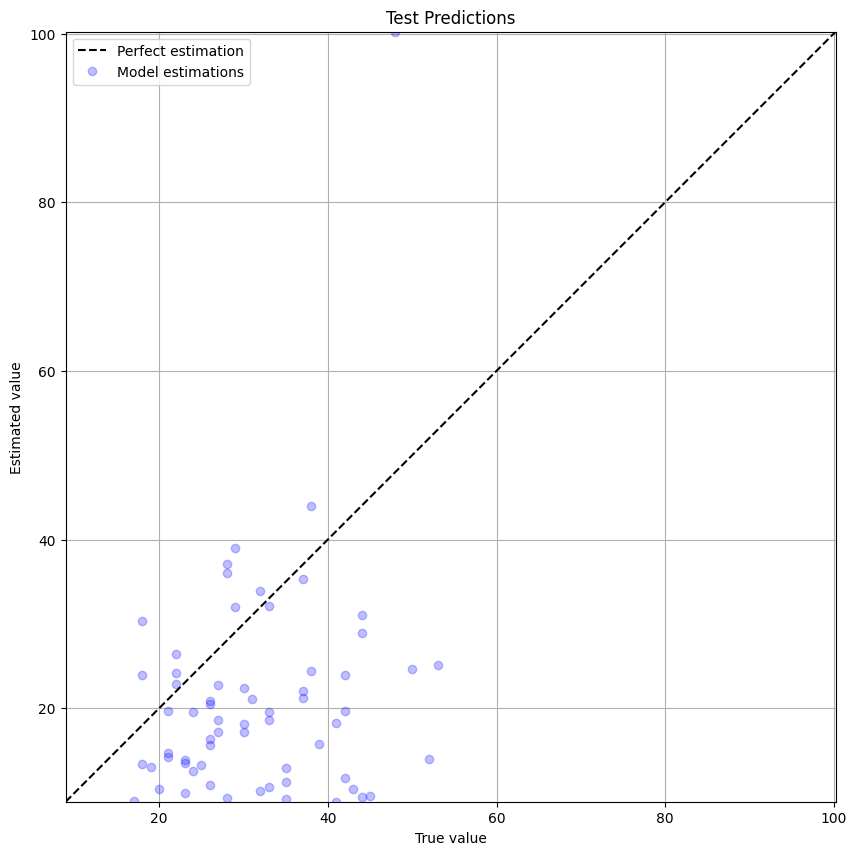 Test Predictions
Perfect estimation
Model estimations
100
80
60
40
20
Estimated value
20
40
60
80
100
True value